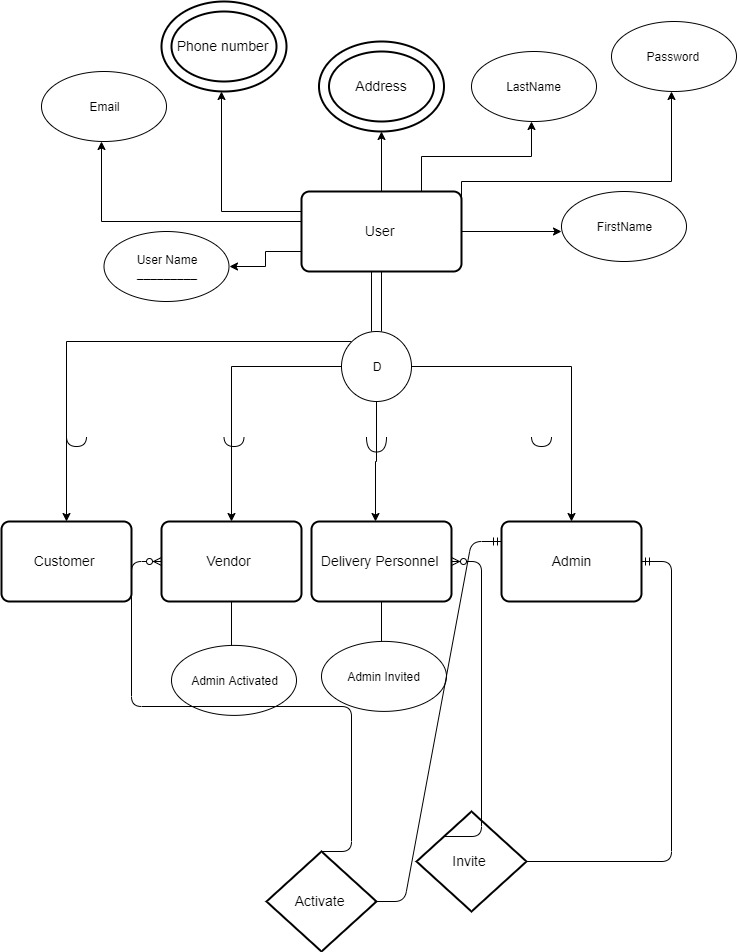 Phone number
Password
Email
Address
LastName
User
FirstName
User Name
_________
D
Customer
Vendor
Delivery Personnel
Admin
Admin Activated
Admin Invited
Invite
Activate